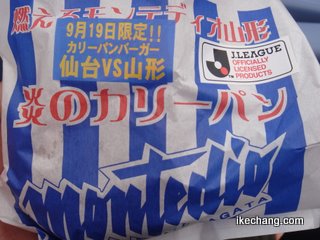 燃えるモンテディオ山形
9月19日限定!!
カリーパンバーガー
仙台VS山形
J.LEAGUE
OFFICIALLY
LICENSED
PRODUCTS
炎のカリーパン
montedio
YAMAGATA
ikechang.com